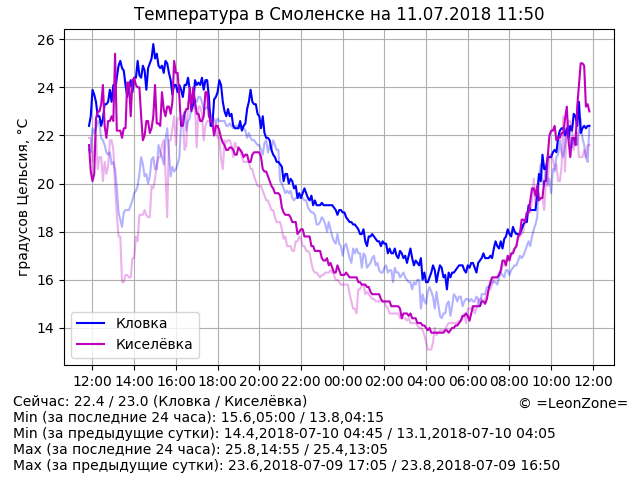 Температура в Смоленске на 11.07.2018 11:50
градусов Цельсия, °C
26
24
22
20
18
16
14
Кловка
Киселёвка
12:00 14:00 16:00 18:00 20:00 22:00 00:00 02:00 04:00 06:00 08:00 10:00 12:00
Сейчас: 22.4 / 23.0 (Кловка / Киселёвка)
© =LeonZone=
Min (за последние 24 часа): 15.6,05:00 / 13.8,04:15
Min (за предыдущие сутки): 14.4,2018-07-10 04:45 / 13.1,2018-07-10 04:05
Max (за последние 24 часа): 25.8,14:55 / 25.4,13:05
Max (за предыдущие сутки): 23.6,2018-07-09 17:05 / 23.8,2018-07-09 16:50